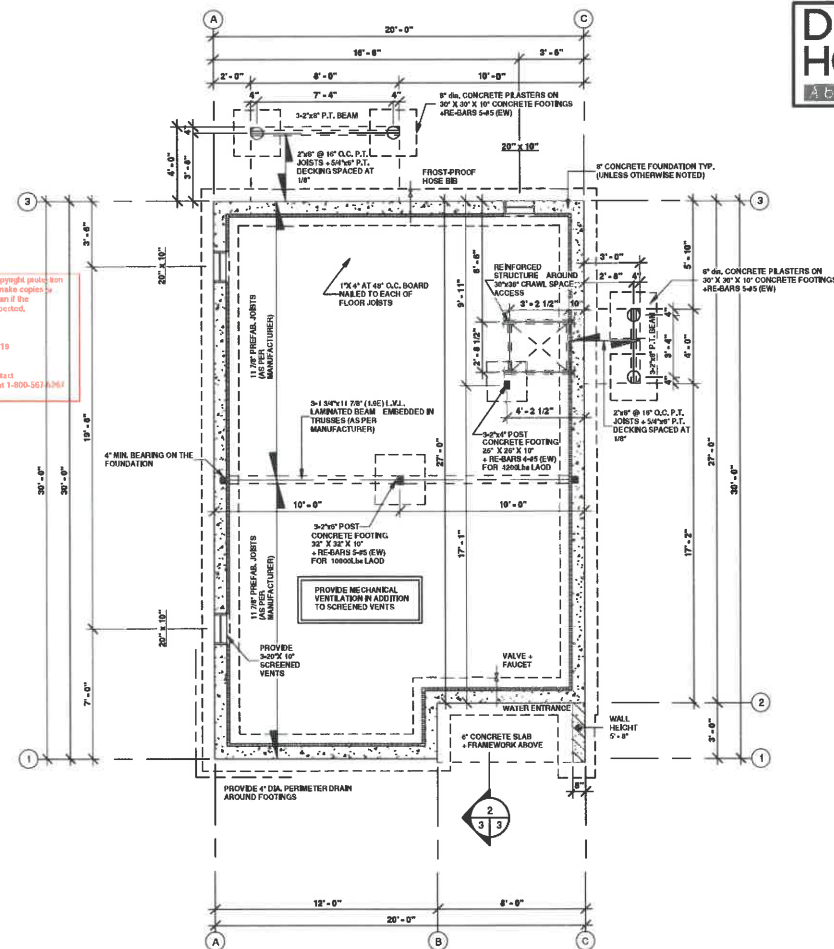 A
C
D
HO
20'-0"
16'-6"
3'-6"
2'-0"
8'-0"
10'-0"
4"
7'-4"
4"
8" dia. CONCRETE PILASTERS ON
30" X 30" X 10" CONCRETE FOOTINGS
+RE-BARS 5-#5 (EW)
3-2"x8" P.T. BEAM
4'-0"
3'-8"
4"
2"x8" @ 16" O.C. P.T.
JOISTS + 5/4"x6" P.T.
DECKING SPACED AT
1/8"
20" x 10"
FROST-PROOF
HOSE BIB
8" CONCRETE FOUNDATION TYP.
(UNLESS OTHERWISE NOTED)
3
3
3'-6"
20" x 10"
1"X 4" AT 48" O.C. BOARD
NAILED TO EACH OF
FLOOR JOISTS
REINFORCED
STRUCTURE AROUND
30"x36" CRAWL SPACE
ACCESS
3'-0"
2'-8"
4"
5'-10"
8" dia. CONCRETE PILASTERS ON
30" X 30" X 10" CONCRETE FOOTINGS
+RE-BARS 5-#5 (EW)
6'-6"
9'-11"
3'-2 1/2"
10"
2'-8 1/2"
4'-2 1/2"
3-2"x8" P.T. BEAM
4"
3'-4"
4"
4'-0"
11 7/8" PREFAB. JOISTS
(AS PER
MANUFACTURER)
2"x8" @ 16" O.C. P.T.
JOISTS + 5/4"x6" P.T.
DECKING SPACED AT
1/8"
3-1 3/4"x11 7/8" (1.9E) L.V.L.
LAMINATED BEAM EMBEDDED IN
TRUSSES (AS PER
MANUFACTURER)
3-2"x4" POST
CONCRETE FOOTING
26" X 26" X 10"
+ RE-BARS 4-#5 (EW)
FOR 4200Lbs LAOD
4" MIN. BEARING ON THE
FOUNDATION
19'-6"
30'-0"
30'-0"
27'-0"
27'-0"
30'-0"
10'-0"
10'-0"
17'-1"
17'-2"
3-2"x6" POST
CONCRETE FOOTING
32" X 32" X 10"
+ RE-BARS 5-#5 (EW)
FOR 10800Lbs LAOD
11 7/8" PREFAB. JOISTS
(AS PER
MANUFACTURER)
PROVIDE MECHANICAL
VENTILATION IN ADDITION
TO SCREENED VENTS
20" x 10"
PROVIDE
3-20"X 10"
SCREENED
VENTS
7'-0"
VALVE +
FAUCET
WATER ENTRANCE
2
6" CONCRETE SLAB
+ FRAMEWORK ABOVE
WALL
HEIGHT
5'-8"
3'-0"
1
1
8"
PROVIDE 4" DIA. PERIMETER DRAIN
AROUND FOOTINGS
2
3
3
12'-0"
8'-0"
20'-0"
A
B
C